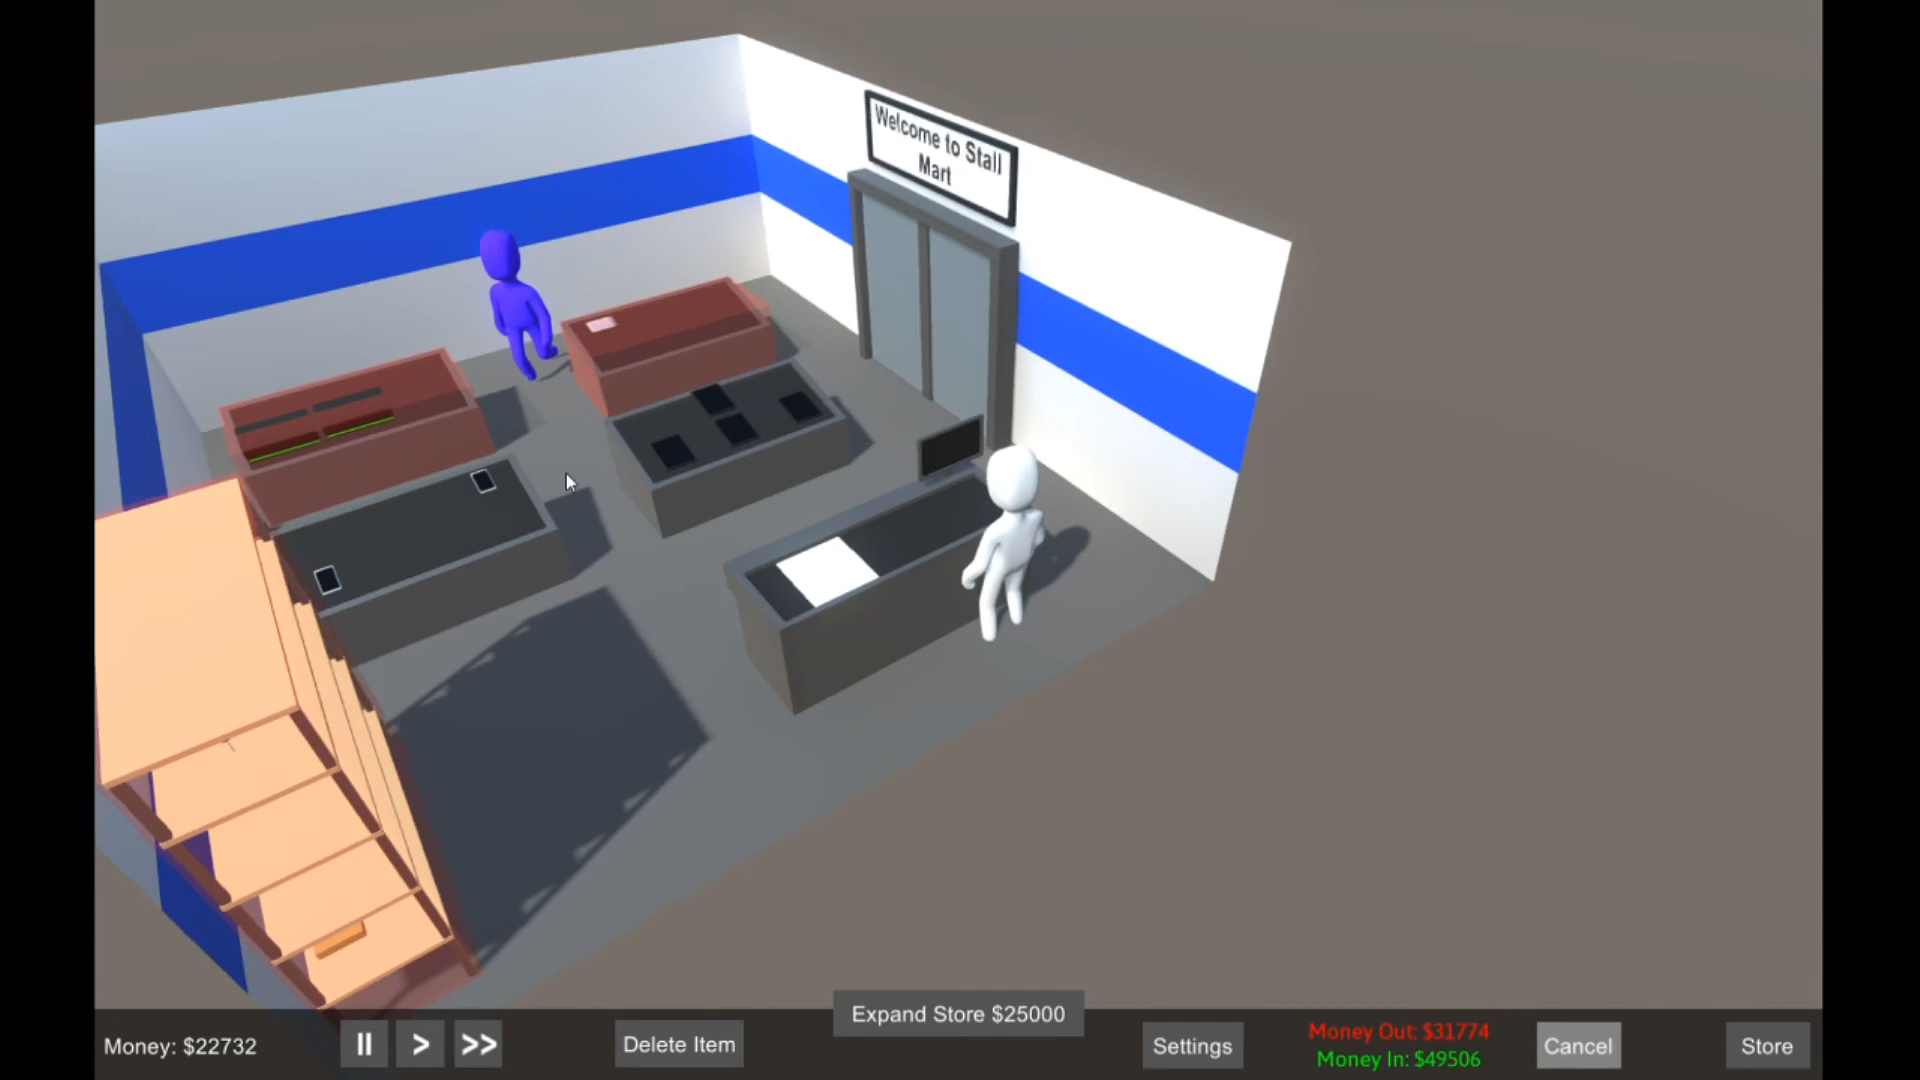 Welcome to Stall
Mart
Expand Store $25000
Money: $22732
>
>>
Delete Item
Settings
Money Out: $31774
Money In: $49506
Cancel
Store